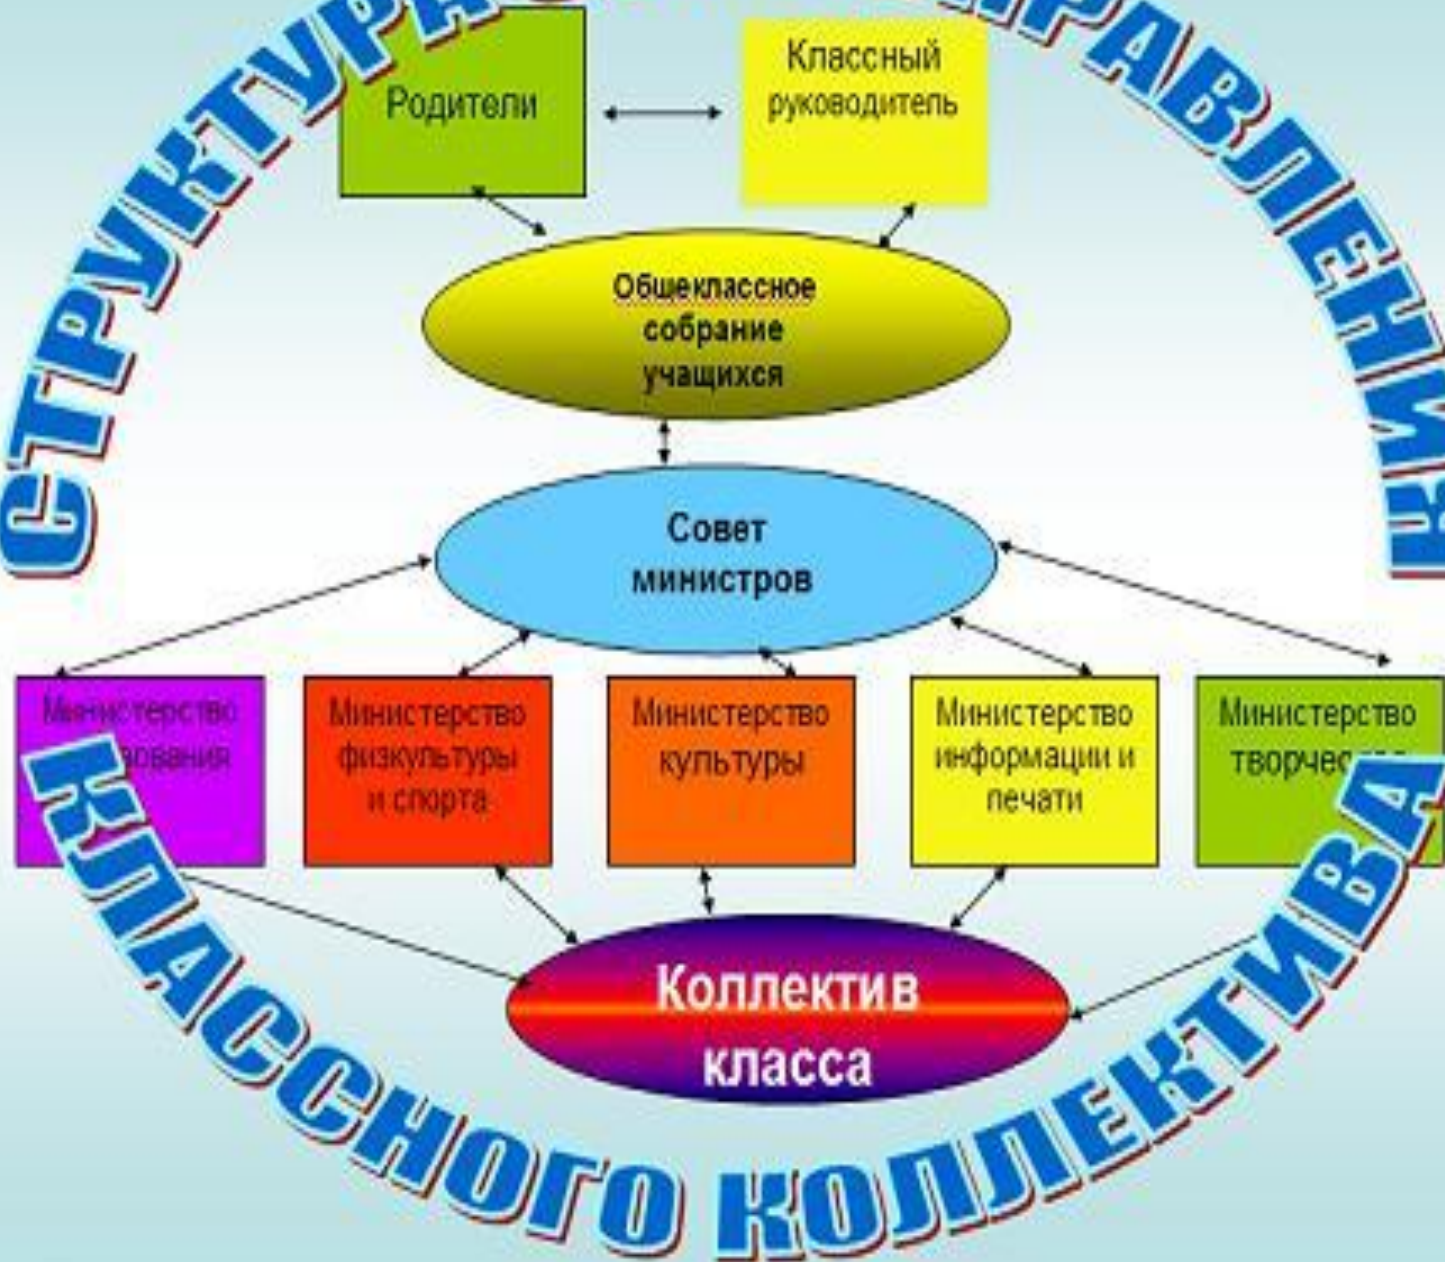 СТРУКТУРА
Родители
Классный
руководитель
Общеклассное
собрание
учащихся
Совет
министров
Министерство
Министерство
физкультуры
и спорта
Министерство
культуры
Министерство
информации и
печати
Министерство
Коллектив
класса
КЛАССНОГО КОЛЛЕКТИВА